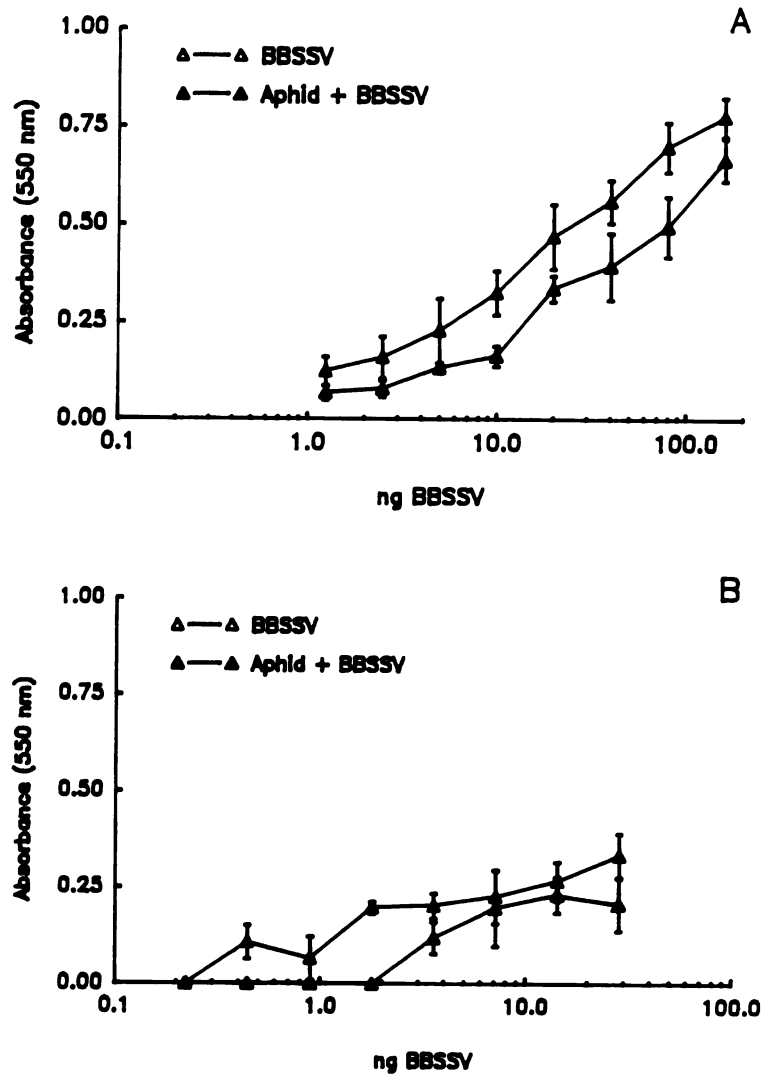 A
1.00
BBSSV
Aphid + BBSSV
0.75
Absorbance (550 nm)
0.50
0.25
0.00
0.1 1.0 10.0 100.0
ng BBSSV
B
1.00
BBSSV
Aphid + BBSSV
0.75
Absorbance (550 nm)
0.50
0.25
0.00
0.1 1.0 10.0 100.0
ng BBSSV